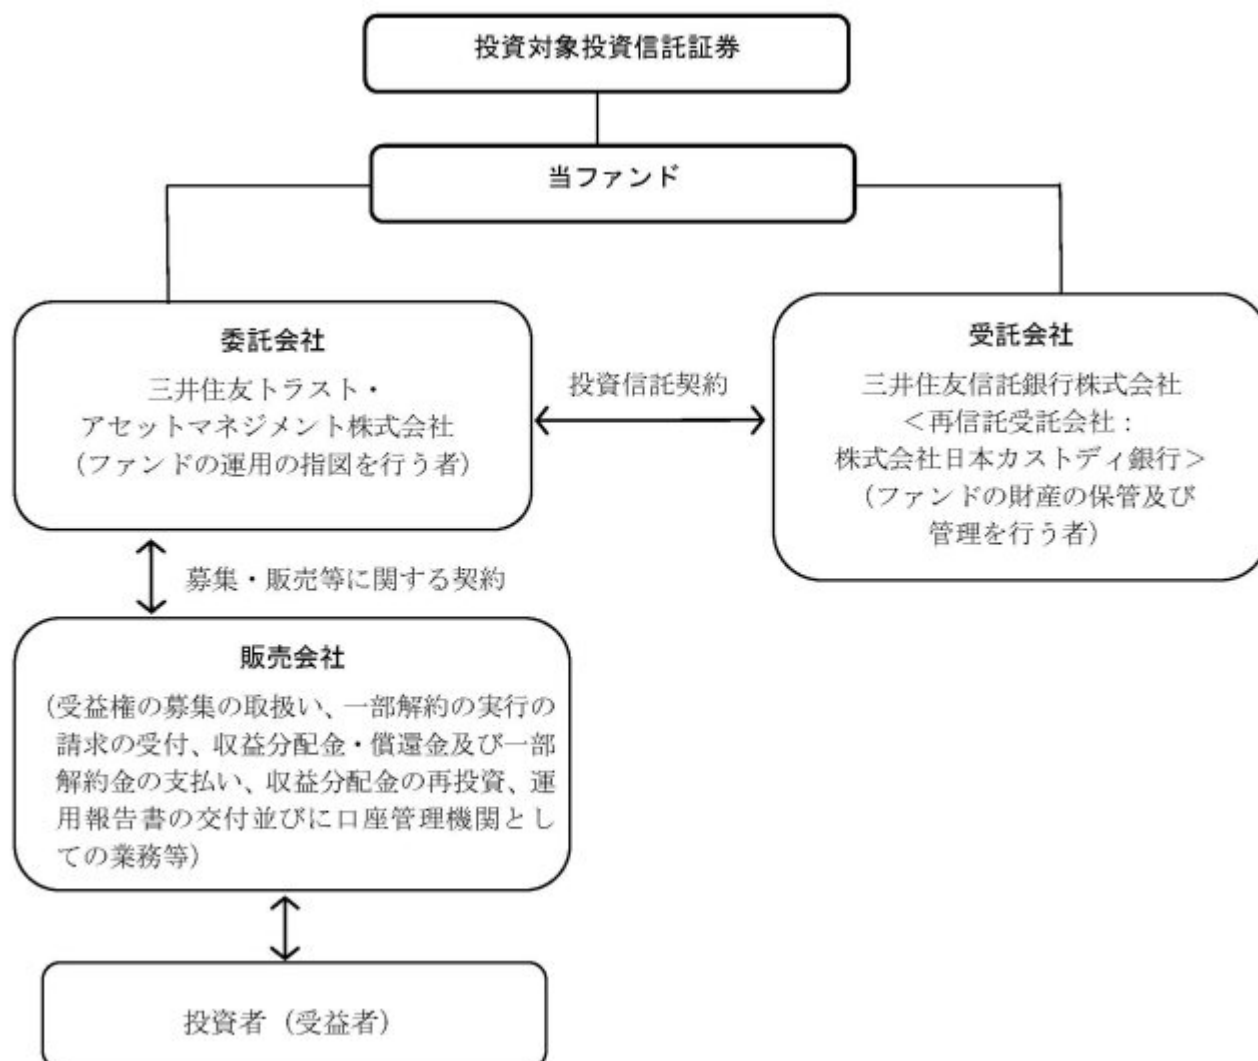 投資対象投資信託証券
当ファンド
委託会社
三井住友トラスト・
アセットマネジメント株式会社
（ファンドの運用の指図を行う者）
投資信託契約
受託会社
三井住友信託銀行株式会社
＜再信託受託会社：
株式会社日本カストディ銀行＞
（ファンドの財産の保管及び
管理を行う者）
募集・販売等に関する契約
販売会社
（受益権の募集の取扱い、一部解約の実行の
請求の受付、収益分配金・償還金及び一部
解約金の支払い、収益分配金の再投資、運
用報告書の交付並びに口座管理機関とし
ての業務等）
投資者（受益者）